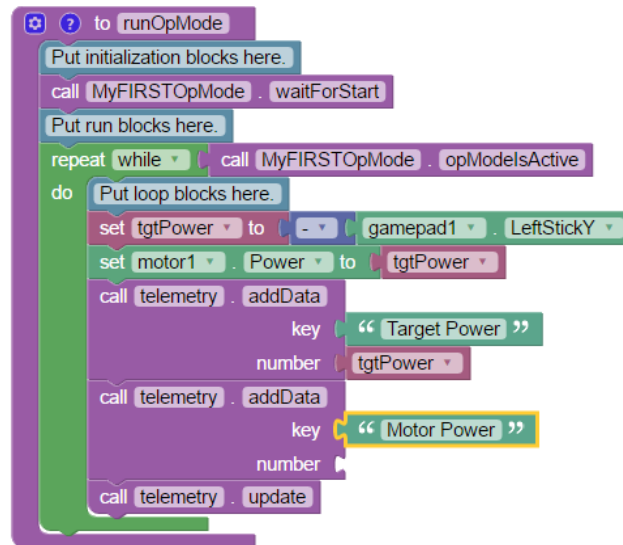 ? to runOpMode
Put initialization blocks here.
call MyFIRSTOpMode . waitForStart
Put run blocks here.
repeat while call MyFIRSTOpMode . opModeIsActive
do Put loop blocks here.
set tgtPower to - gamepad1 . LeftStickY
set motor1 . Power to tgtPower
call telemetry . addData
key “ Target Power ”
number tgtPower
call telemetry . addData
key “ Motor Power ”
number
call telemetry . update